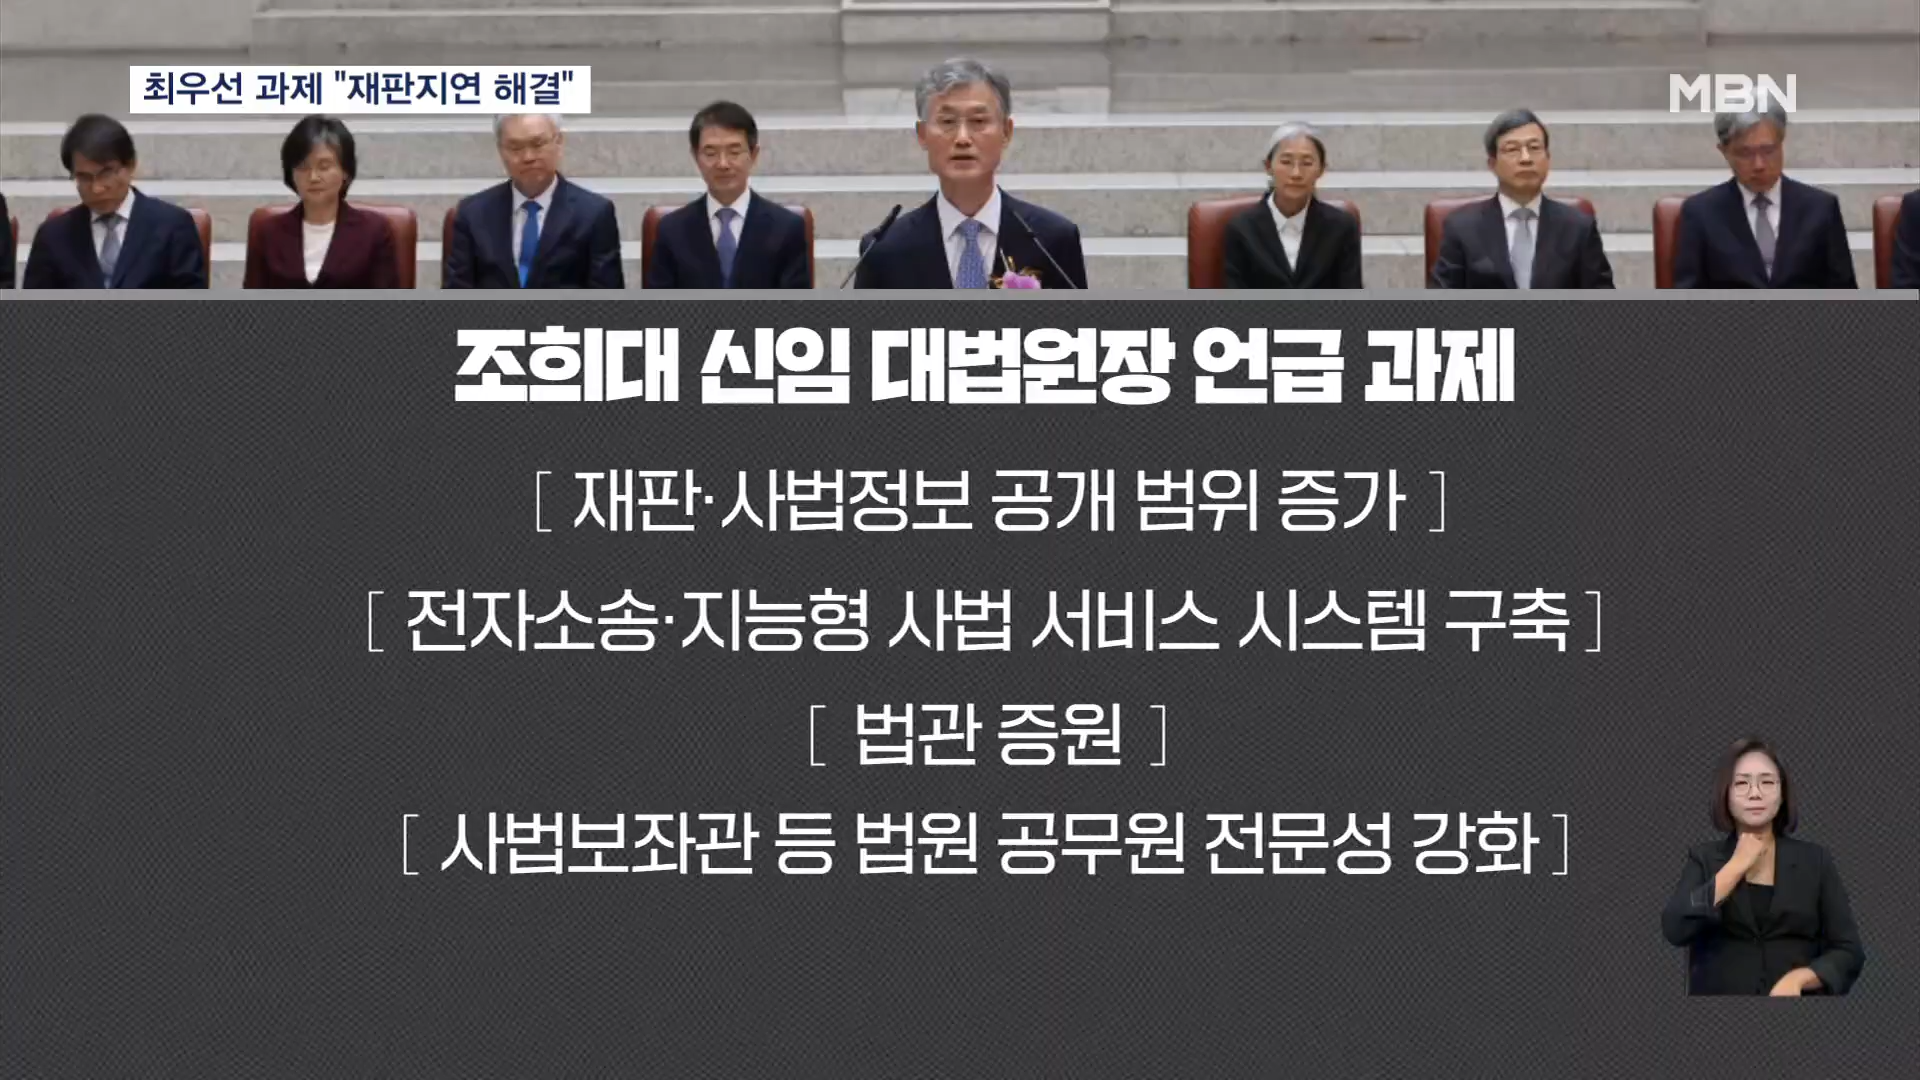 최우선 과제 "재판지연 해결"
MBN
조희대 신임 대법원장 언급 과제
[ 재판·사법정보 공개 범위 증가 ]
[ 전자소송·지능형 사법 서비스 시스템 구축 ]
[ 법관 증원 ]
[ 사법보좌관 등 법원 공무원 전문성 강화 ]